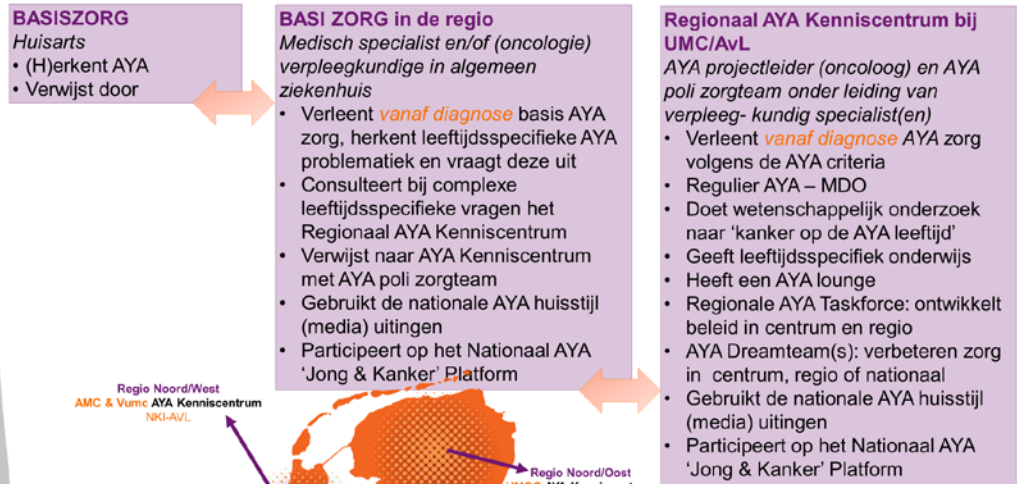 BASISZORG
Huisarts
• (H)erkent AYA
• Verwijst door
BASI ZORG in de regio
Medisch specialist en/of (oncologie)
verpleegkundige in algemeen
ziekenhuis
• Verleent vanaf diagnose basis AYA
zorg, herkent leeftijdsspecifieke AYA
problematiek en vraagt deze uit
• Consulteert bij complexe
leeftijdsspecifieke vragen het
Regionaal AYA Kenniscentrum
• Verwijst naar AYA Kenniscentrum
met AYA poli zorgteam
• Gebruikt de nationale AYA huisstijl
(media) uitingen
• Participeert op het Nationaal AYA
‘Jong & Kanker’ Platform
Regionaal AYA Kenniscentrum bij
UMC/AvL
AYA projectleider (oncoloog) en AYA
poli zorgteam onder leiding van
verpleeg- kundig specialist(en)
• Verleent vanaf diagnose AYA zorg
volgens de AYA criteria
• Regulier AYA – MDO
• Doet wetenschappelijk onderzoek
naar ‘kanker op de AYA leeftijd’
• Geeft leeftijdsspecifiek onderwijs
• Heeft een AYA lounge
• Regionale AYA Taskforce: ontwikkelt
beleid in centrum en regio
• AYA Dreamteam(s): verbeteren zorg
in centrum, regio of nationaal
• Gebruikt de nationale AYA huisstijl
(media) uitingen
• Participeert op het Nationaal AYA
‘Jong & Kanker’ Platform
Regio Noord/West
AMC & Vumc AYA Kenniscentrum
NKI-AVL
Regio Noord/Oost